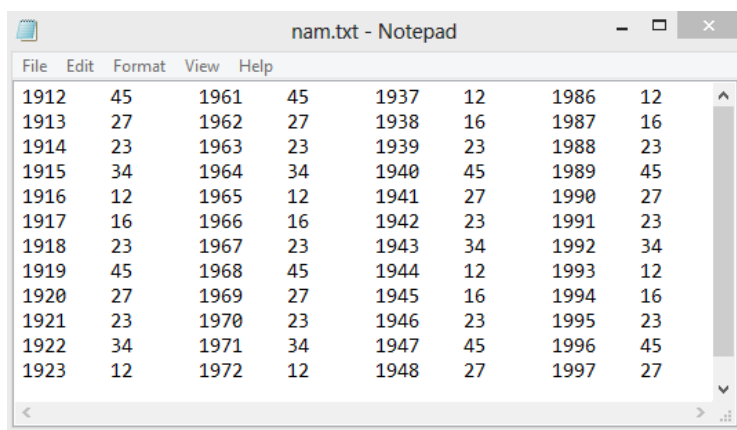 nam.txt - Notepad
File Edit Format View Help
1912 45 1961 45 1937 12 1986 12
1913 27 1962 27 1938 16 1987 16
1914 23 1963 23 1939 23 1988 23
1915 34 1964 34 1940 45 1989 45
1916 12 1965 12 1941 27 1990 27
1917 16 1966 16 1942 23 1991 23
1918 23 1967 23 1943 34 1992 34
1919 45 1968 45 1944 12 1993 12
1920 27 1969 27 1945 16 1994 16
1921 23 1970 23 1946 23 1995 23
1922 34 1971 34 1947 45 1996 45
1923 12 1972 12 1948 27 1997 27